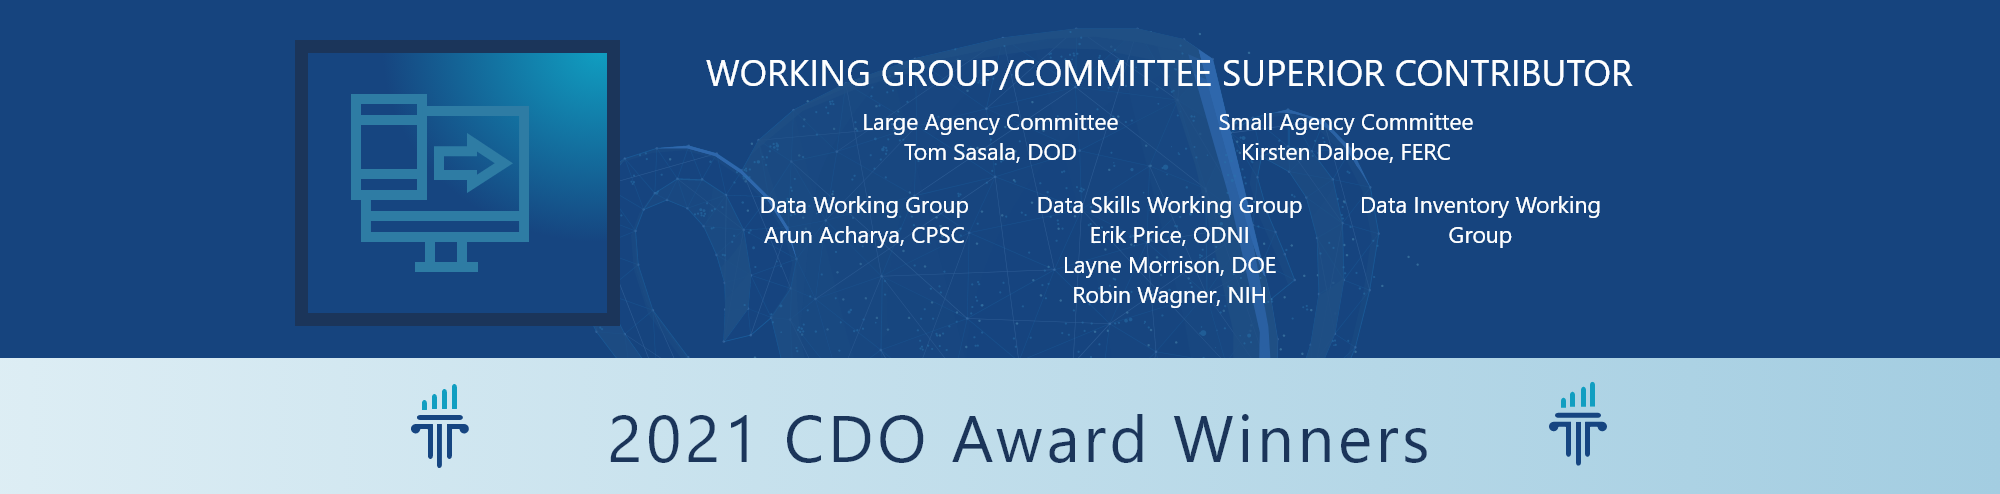 WORKING GROUP/COMMITTEE SUPERIOR CONTRIBUTOR
Large Agency Committee
Tom Sasala, DOD
Small Agency Committee
Kirsten Dalboe, FERC
Data Working Group
Arun Acharya, CPSC
Data Skills Working Group
Erik Price, ODNI
Layne Morrison, DOE
Robin Wagner, NIH
Data Inventory Working
Group
2021 CDO Award Winners